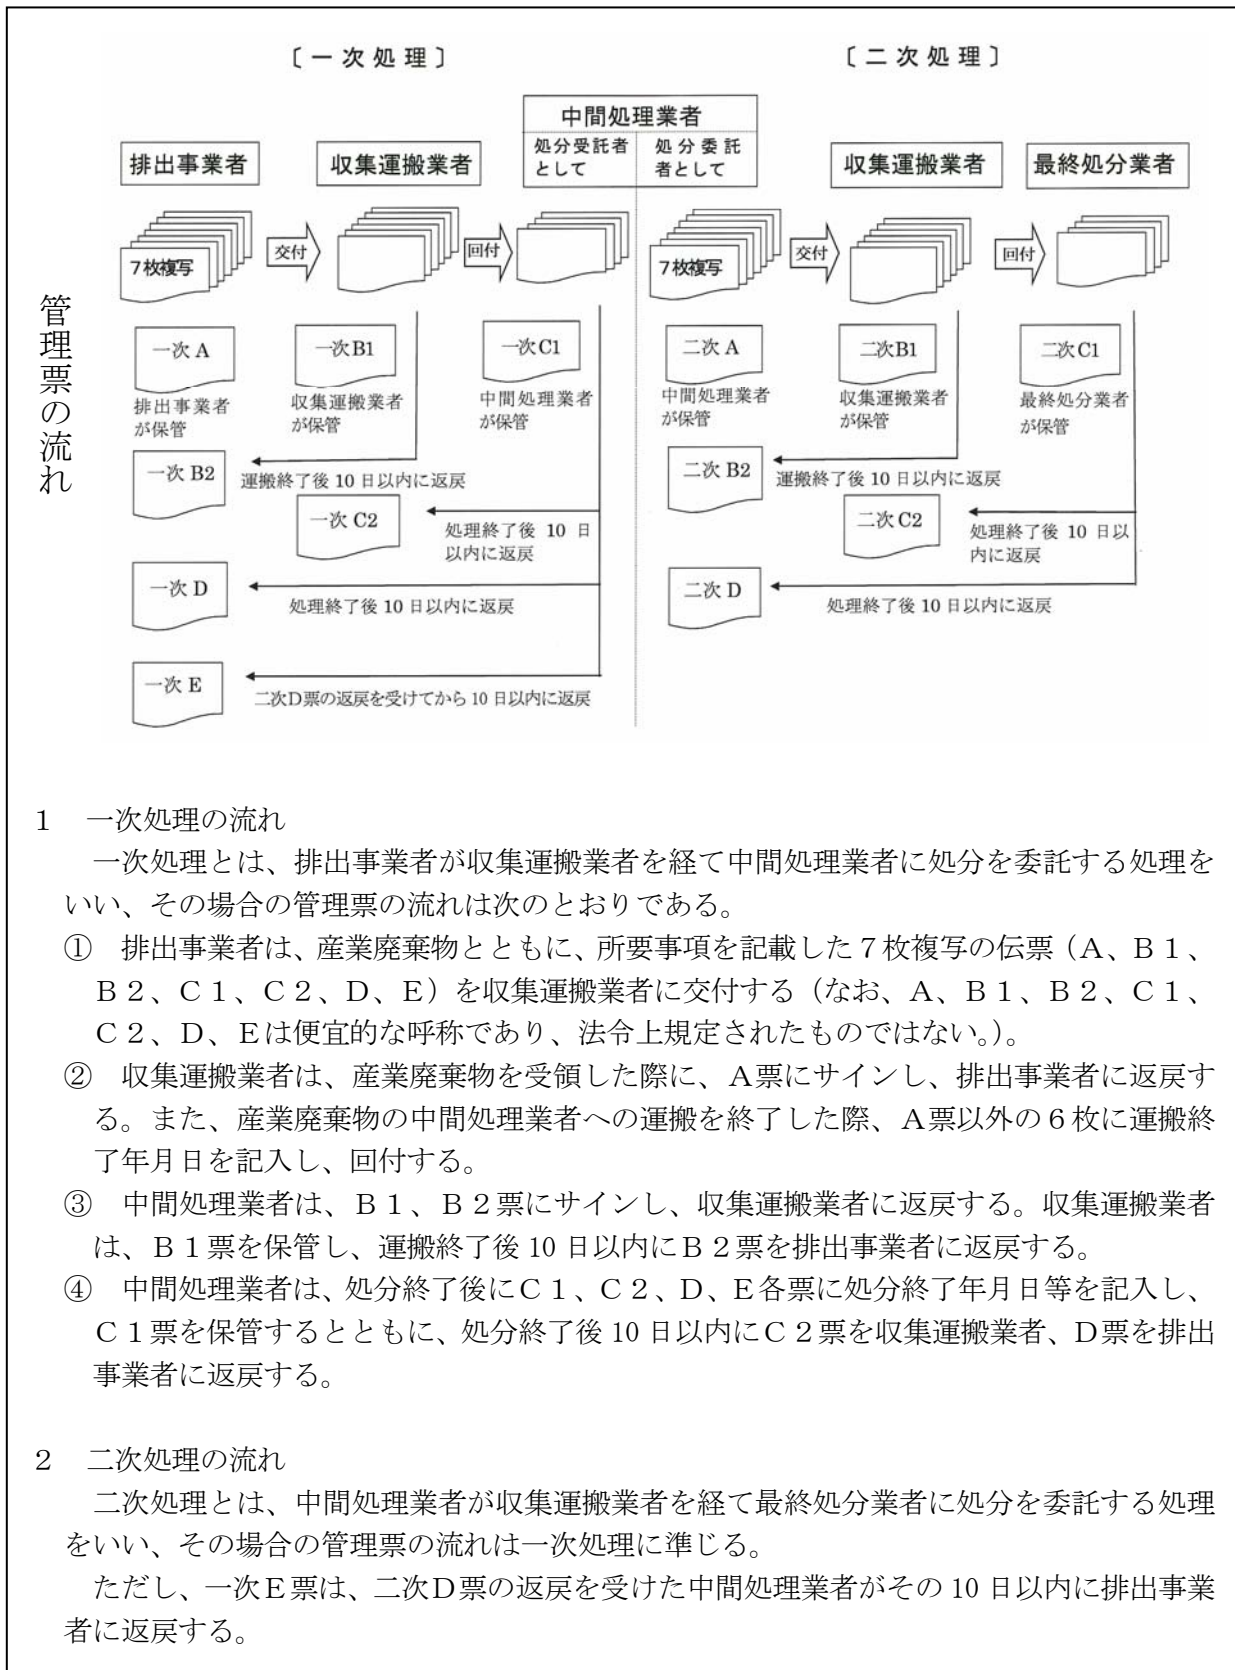 〔一次処理〕
〔二次処理〕
中間処理業者
処分受託者
として
処分委託
者として
排出事業者
収集運搬業者
収集運搬業者
最終処分業者
7枚複写
交付
回付
7枚複写
交付
回付
管理票の流れ
一次 A
排出事業者
が保管
一次B1
収集運搬業者
が保管
一次C1
中間処理業者
が保管
二次 A
中間処理業者
が保管
二次B1
収集運搬業者
が保管
二次C1
最終処分業者
が保管
一次 B2
運搬終了後 10 日以内に返戻
二次 B2
運搬終了後 10 日以内に返戻
一次 C2
処理終了後 10 日
以内に返戻
二次 C2
処理終了後 10 日以
内に返戻
一次 D
処理終了後 10 日以内に返戻
二次 D
処理終了後 10 日以内に返戻
一次 E
二次D票の返戻を受けてから 10 日以内に返戻
1 一次処理の流れ
一次処理とは、排出事業者が収集運搬業者を経て中間処理業者に処分を委託する処理を
いい、その場合の管理票の流れは次のとおりである。
① 排出事業者は、産業廃棄物とともに、所要事項を記載した7枚複写の伝票（A、B1、
B2、C1、C2、D、E）を収集運搬業者に交付する（なお、A、B1、B2、C1、
C2、D、Eは便宜的な呼称であり、法令上規定されたものではない。）。
② 収集運搬業者は、産業廃棄物を受領した際に、A票にサインし、排出事業者に返戻す
る。また、産業廃棄物の中間処理業者への運搬を終了した際、A票以外の6枚に運搬終
了年月日を記入し、回付する。
③ 中間処理業者は、B1、B2票にサインし、収集運搬業者に返戻する。収集運搬業者
は、B1票を保管し、運搬終了後 10 日以内にB2票を排出事業者に返戻する。
④ 中間処理業者は、処分終了後にC1、C2、D、E各票に処分終了年月日等を記入し、
C1票を保管するとともに、処分終了後 10 日以内にC2票を収集運搬業者、D票を排出
事業者に返戻する。
2 二次処理の流れ
二次処理とは、中間処理業者が収集運搬業者を経て最終処分業者に処分を委託する処理
をいい、その場合の管理票の流れは一次処理に準じる。
ただし、一次E票は、二次D票の返戻を受けた中間処理業者がその 10 日以内に排出事業
者に返戻する。